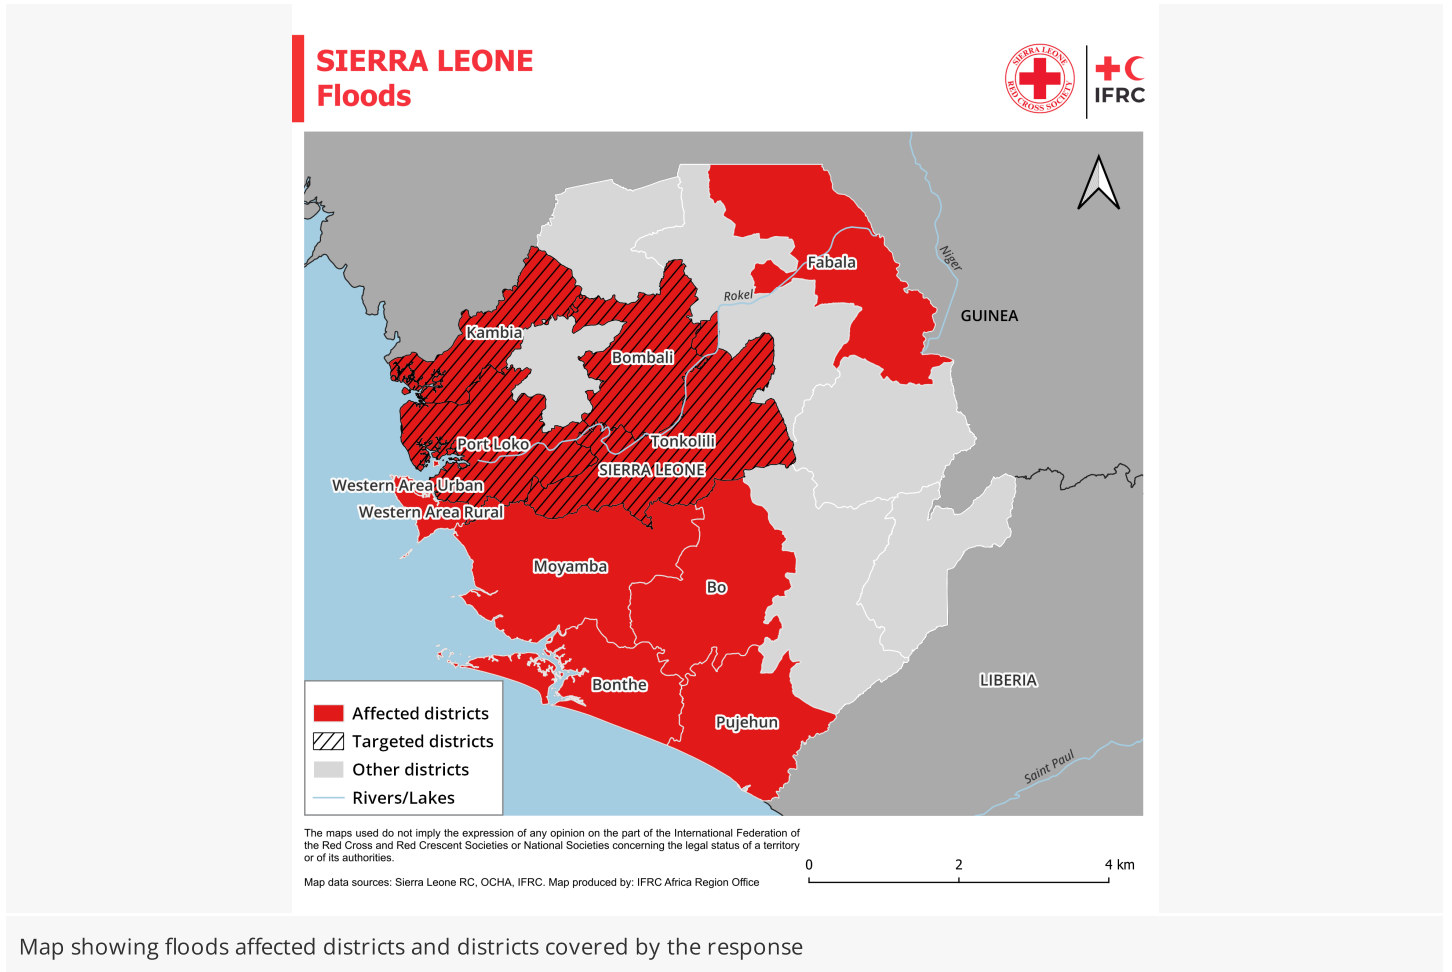 SIERRA LEONE
Floods
SIERRA LEONE
RED CROSS SOCIETY
IFRC
Niger
Fabala
Rokel
GUINEA
Kambia
Bombali
Port Loko
Tonkolili
SIERRA LEONE
Western Area Urban
Western Area Rural
Moyamba
Bo
Bonthe
LIBERIA
Pujehun
Saint Paul
Affected districts
Targeted districts
Other districts
Rivers/Lakes
The maps used do not imply the expression of any opinion on the part of the International Federation of
the Red Cross and Red Crescent Societies or National Societies concerning the legal status of a territory
or of its authorities.
0 2 4 km
Map data sources: Sierra Leone RC, OCHA, IFRC. Map produced by: IFRC Africa Region Office
Map showing floods affected districts and districts covered by the response